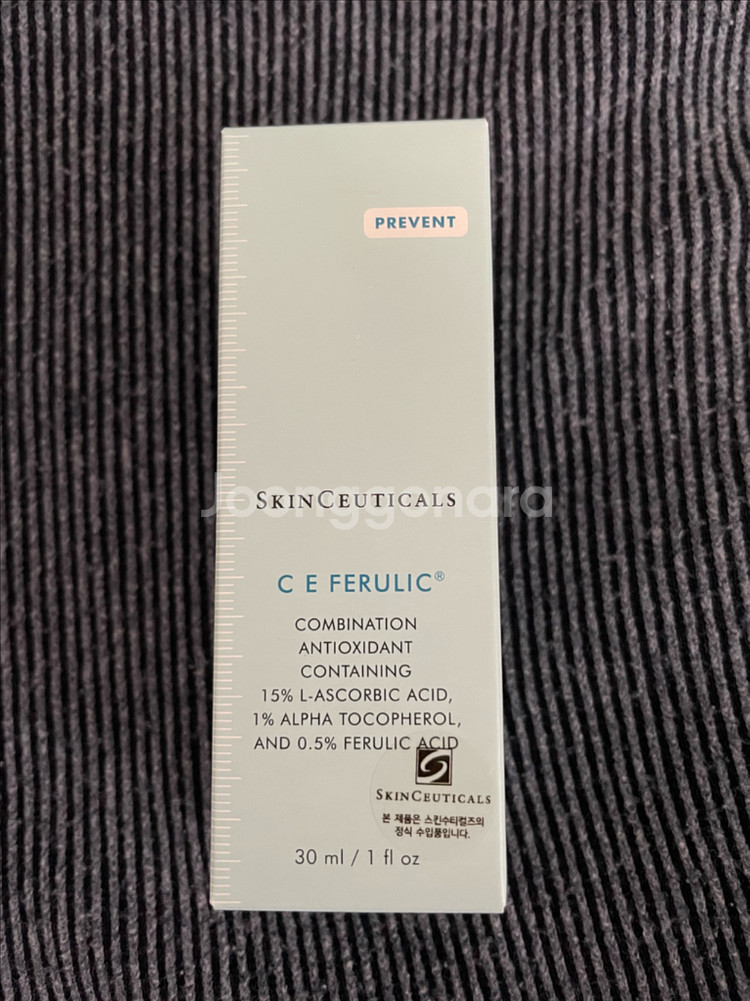 PREVENT
SKINCEUTICALS
Joonggonara
C E FERULIC®
COMBINATION
ANTIOXIDANT
CONTAINING
15% L-ASCORBIC ACID,
1% ALPHA TOCOPHEROL,
AND 0.5% FERULIC ACID
SKINCEUTICALS
본 제품은 스킨수티컬즈의
정식 수입품입니다.
30 ml / 1 fl oz